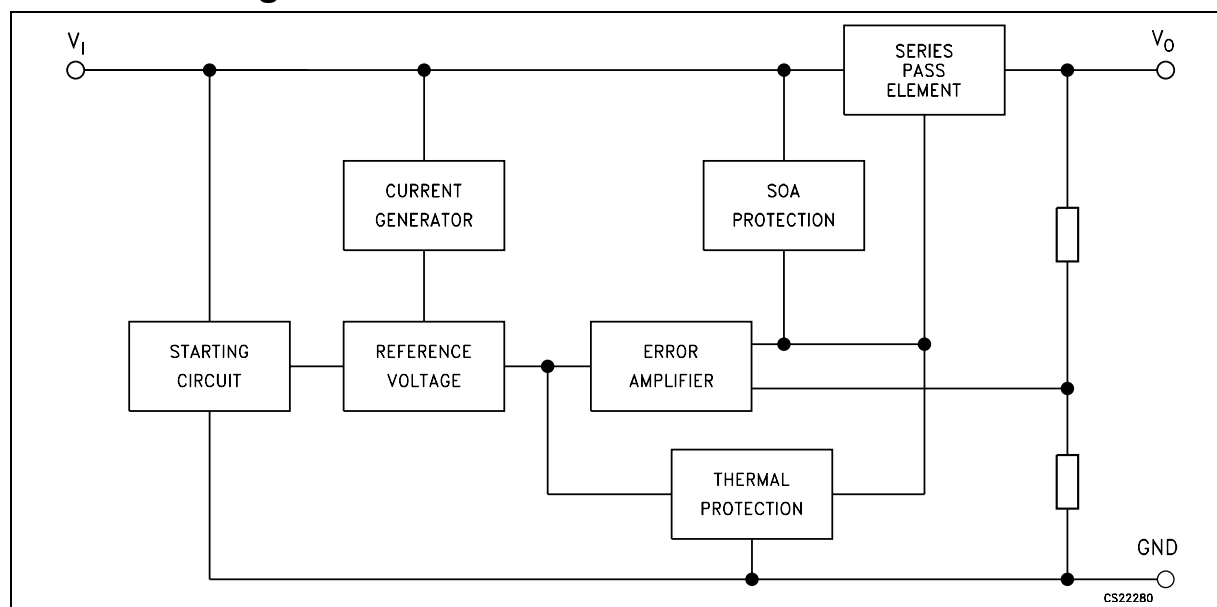 V_I
SERIES
PASS
ELEMENT
V_O
CURRENT
GENERATOR
SOA
PROTECTION
STARTING
CIRCUIT
REFERENCE
VOLTAGE
ERROR
AMPLIFIER
THERMAL
PROTECTION
GND
CS22280